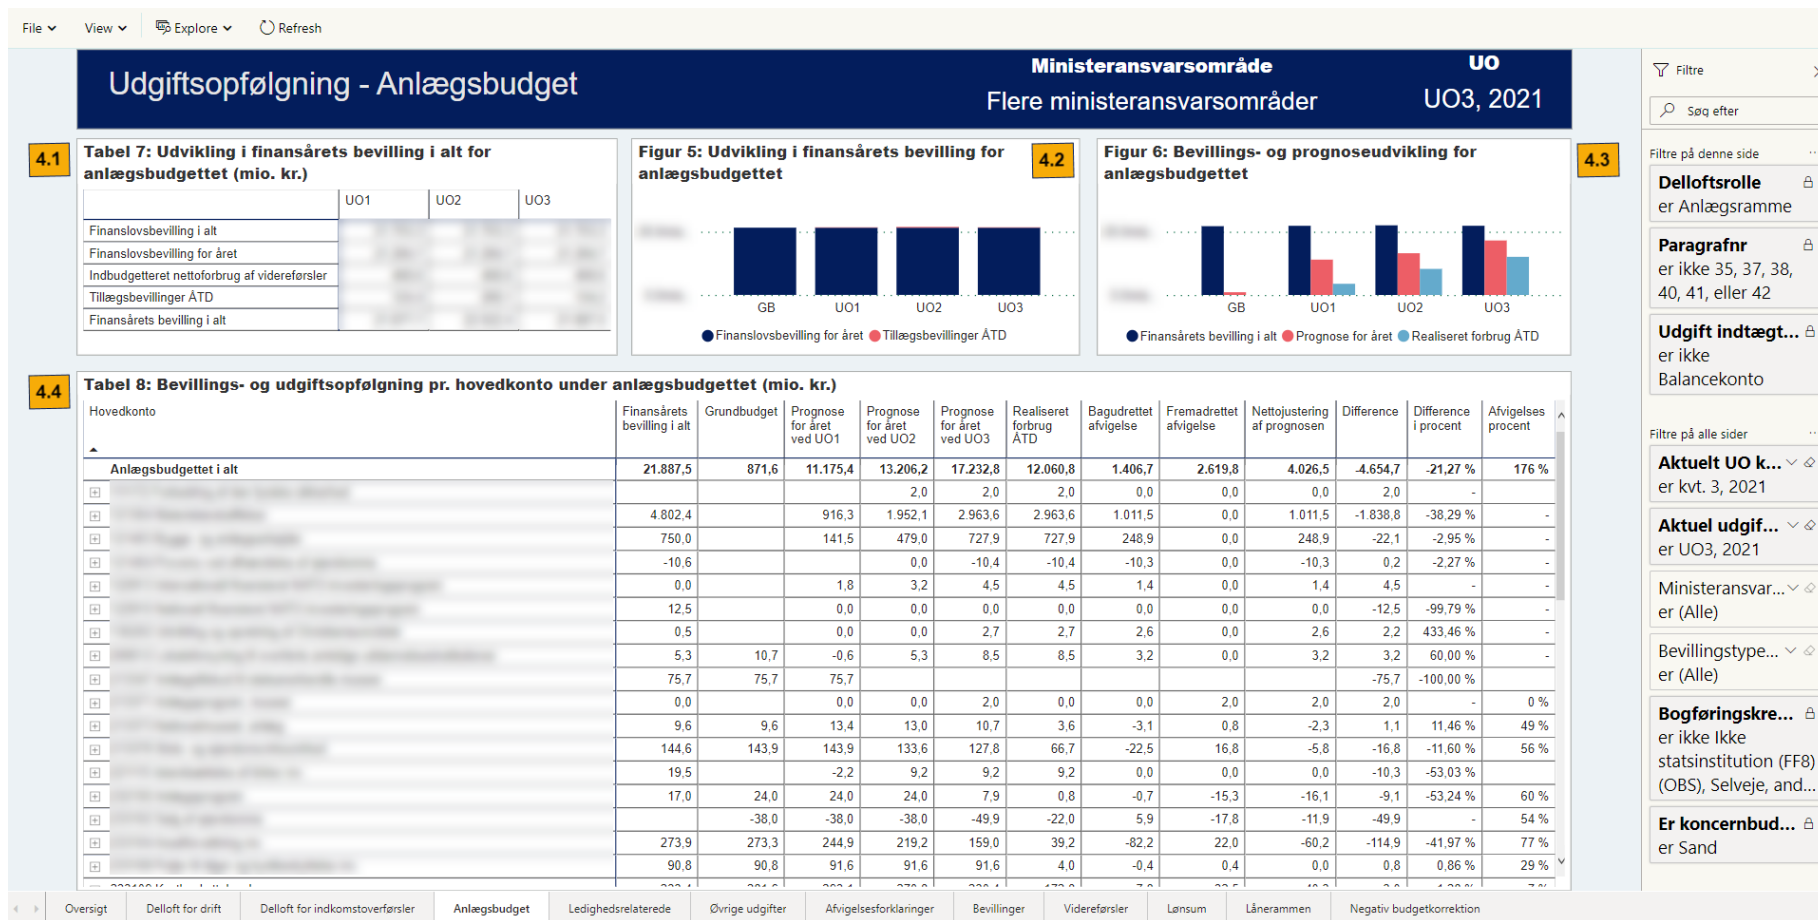 File View Explore Refresh
Udgiftsopfølgning - Anlægsbudget
Ministeransvarsområde
Flere ministeransvarsområder
UO
UO3, 2021
4.1
Tabel 7: Udvikling i finansårets bevilling i alt for
anlægsbudgettet (mio. kr.)
UO1 UO2 UO3
Finanslovsbevilling i alt
Finanslovsbevilling for året
Indbudgetteret nettoforbrug af videreførsler
Tillægsbevillinger ÅTD
Finansårets bevilling i alt
Figur 5: Udvikling i finansårets bevilling for
anlægsbudgettet
4.2
GB UO1 UO2 UO3
Finanslovsbevilling for året Tillægsbevillinger ÅTD
Figur 6: Bevillings- og prognoseudvikling for
anlægsbudgettet
4.3
GB UO1 UO2 UO3
Finansårets bevilling i alt Prognose for året Realiseret forbrug ÅTD
4.4
Tabel 8: Bevillings- og udgiftsopfølgning pr. hovedkonto under anlægsbudgettet (mio. kr.)
Hovedkonto Finansårets bevilling i alt Grundbudget Prognose for året ved UO1 Prognose for året ved UO2 Prognose for året ved UO3 Realiseret forbrug ÅTD Bagudrettet afvigelse Fremadrettet afvigelse Nettojustering af prognosen Difference Difference i procent Afvigelses procent
Anlægsbudgettet i alt 21.887,5 871,6 11.175,4 13.206,2 17.232,8 12.060,8 1.406,7 2.619,8 4.026,5 -4.654,7 -21,27 % 176 %
2,0 2,0 2,0 0,0 0,0 0,0 2,0 -
4.802,4 916,3 1.952,1 2.963,6 2.963,6 1.011,5 0,0 1.011,5 -1.838,8 -38,29 % -
750,0 141,5 479,0 727,9 727,9 248,9 0,0 248,9 -22,1 -2,95 % -
-10,6 0,0 -10,4 -10,4 -10,3 0,0 -10,3 0,2 -2,27 % -
0,0 1,8 3,2 4,5 4,5 1,4 0,0 1,4 4,5 - -
12,5 0,0 0,0 0,0 0,0 0,0 0,0 0,0 -12,5 -99,79 % -
0,5 0,0 0,0 2,7 2,7 2,6 0,0 2,6 2,2 433,46 % -
5,3 10,7 -0,6 5,3 8,5 8,5 3,2 0,0 3,2 3,2 60,00 % -
75,7 75,7 75,7 -75,7 -100,00 %
0,0 0,0 0,0 2,0 0,0 0,0 2,0 2,0 2,0 - 0 %
9,6 9,6 13,4 13,0 10,7 3,6 -3,1 0,8 -2,3 1,1 11,46 % 49 %
144,6 143,9 143,9 133,6 127,8 66,7 -22,5 16,8 -5,8 -16,8 -11,60 % 56 %
19,5 -2,2 9,2 9,2 9,2 0,0 0,0 0,0 -10,3 -53,03 %
17,0 24,0 24,0 24,0 7,9 0,8 -0,7 -15,3 -16,1 -9,1 -53,24 % 60 %
-38,0 -38,0 -38,0 -49,9 -22,0 5,9 -17,8 -11,9 -49,9 - 54 %
273,9 273,3 244,9 219,2 159,0 39,2 -82,2 22,0 -60,2 -114,9 -41,97 % 77 %
90,8 90,8 91,6 91,6 91,6 4,0 -0,4 0,4 0,0 0,8 0,86 % 29 %
Filtre
Søg efter
Filtre på denne side ...
Delloftsrolle
er Anlægsramme
Paragrafnr
er ikke 35, 37, 38,
40, 41, eller 42
Udgift indtægt...
er ikke
Balancekonto
Filtre på alle sider ...
Aktuelt UO k...
er kvt. 3, 2021
Aktuel udgif...
er UO3, 2021
Ministeransvar...
er (Alle)
Bevillingstype...
er (Alle)
Bogføringskre...
er ikke Ikke
statsinstitution (FF8)
(OBS), Selveje, and...
Er koncernbud...
er Sand
Oversigt Delloft for drift Delloft for indkomstoverførsler Anlægsbudget Ledighedsrelaterede Øvrige udgifter Afvigelsesforklaringer Bevillinger Videreførsler Lønsum Lånerammen Negativ budgetkorrektion